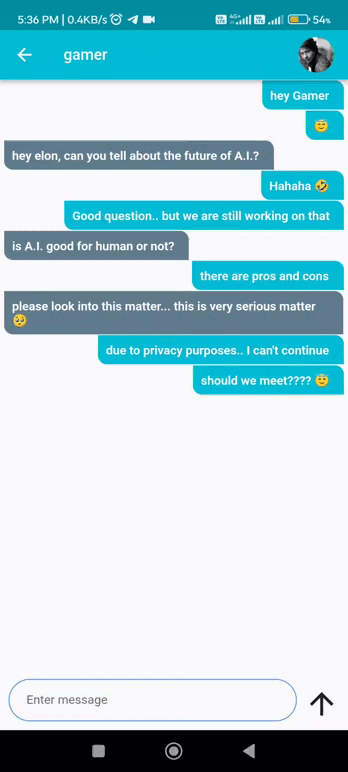 5:36 PM | 0.4KB/s 54%
gamer
hey Gamer
😇
hey elon, can you tell about the future of A.I.?
Hahaha 🤣
Good question.. but we are still working on that
is A.I. good for human or not?
there are pros and cons
please look into this matter... this is very serious matter
🥺
due to privacy purposes.. I can't continue
should we meet???? 😇
Enter message